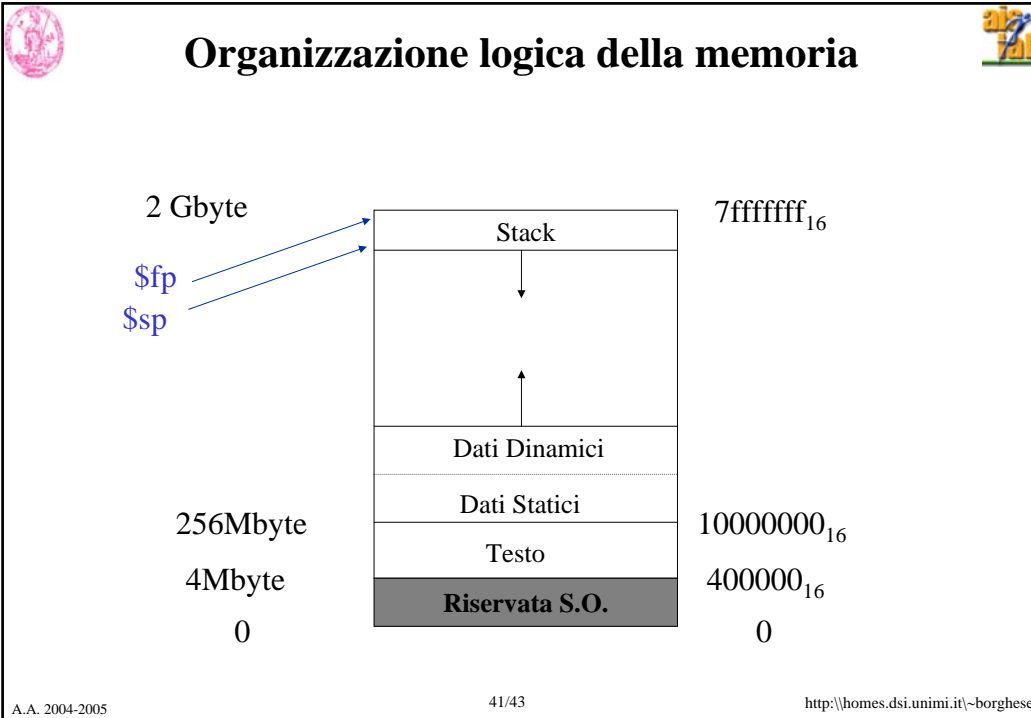 Organizzazione logica della memoria
2 Gbyte
Stack
7fffffff₁₆
$fp
$sp
Dati Dinamici
Dati Statici
256Mbyte
10000000₁₆
Testo
4Mbyte
400000₁₆
Riservata S.O.
0
0
A.A. 2004-2005
41/43
http:\\homes.dsi.unimi.it\~borghese